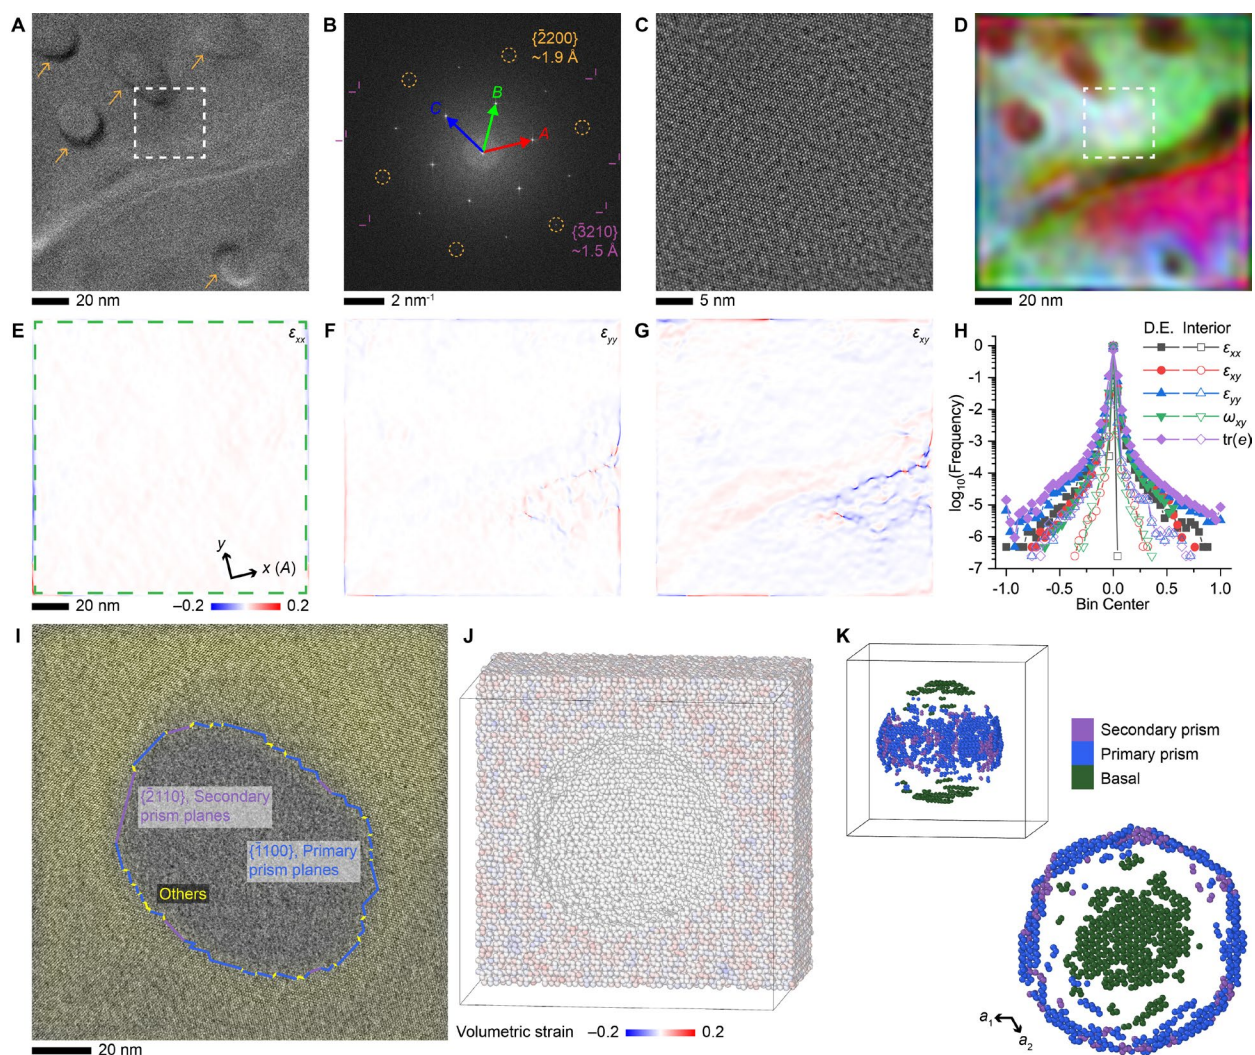 A
20 nm
B
{2̄200}
~1.9 Å
C
B
A
{3̄210}
~1.5 Å
2 nm⁻¹
C
5 nm
D
20 nm
E
εxx
y
x (A)
20 nm
−0.2
0.2
F
εyy
G
εxy
H
D.E. Interior
εxx
εxy
εyy
ωxy
tr(e)
log₁₀(Frequency)
0
-1
-2
-3
-4
-5
-6
-7
-1.0
-0.5
0.0
0.5
1.0
Bin Center
I
{2̄110}, Secondary
prism planes
{1̄100}, Primary
prism planes
Others
20 nm
J
Volumetric strain
−0.2
0.2
K
Secondary prism
Primary prism
Basal
a₁
a₂